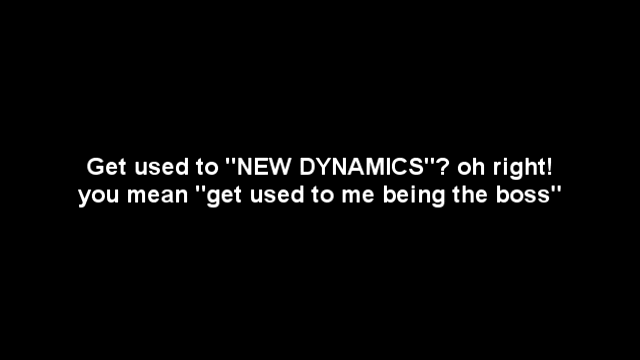 Get used to "NEW DYNAMICS"? oh right!
you mean "get used to me being the boss"